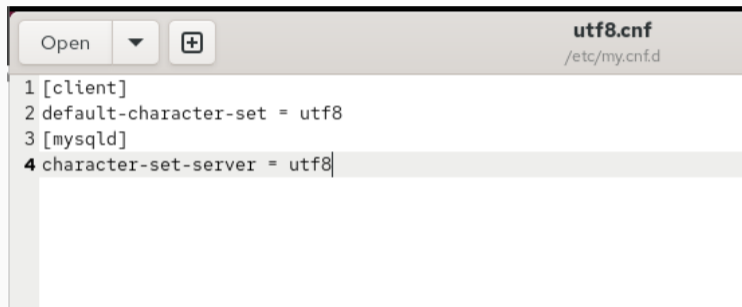 Open
utf8.cnf
/etc/my.cnf.d
1 [client]
2 default-character-set = utf8
3 [mysqld]
4 character-set-server = utf8